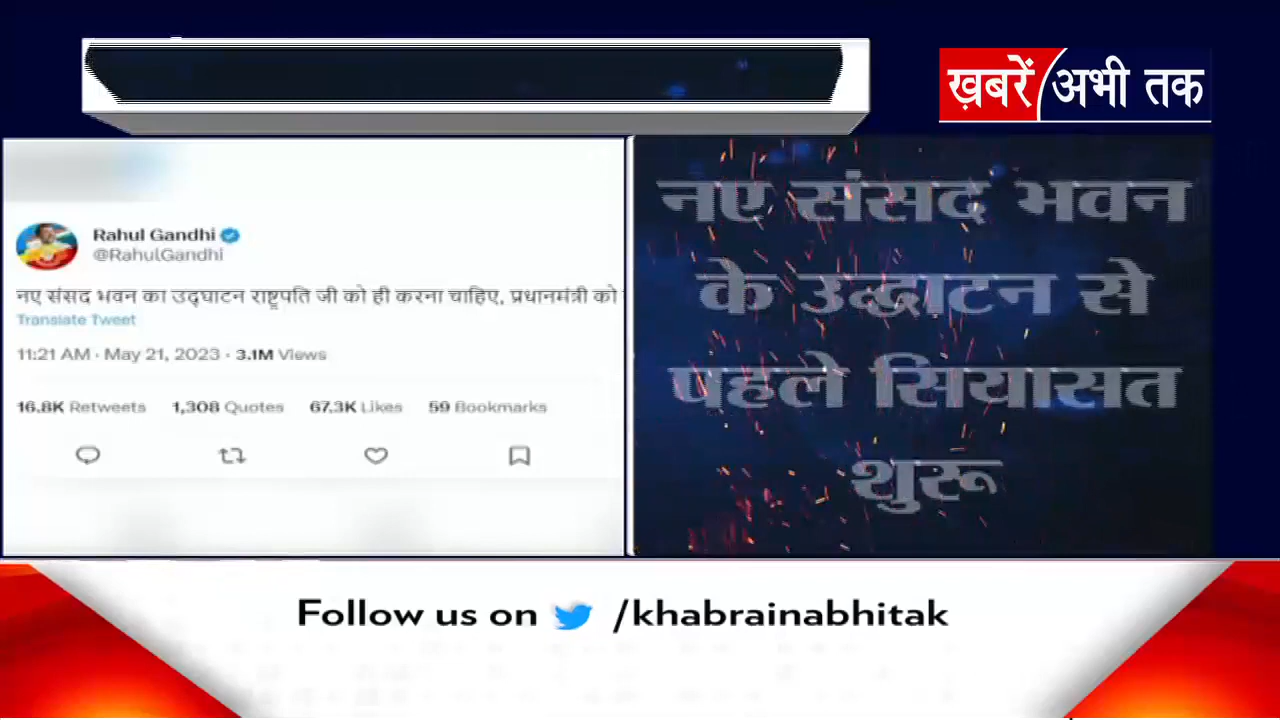 ख़बरें अभी तक
Rahul Gandhi
@RahulGandhi
नए संसद भवन का उद्घाटन राष्ट्रपति जी को ही करना चाहिए, प्रधानमंत्री को
Translate Tweet
11:21 AM · May 21, 2023 · 3.1M Views
16.8K Retweets 1,308 Quotes 67.3K Likes 59 Bookmarks
नए संसद भवन
के उद्घाटन से
पहले सियासत
शुरू
Follow us on /khabrainabhitak